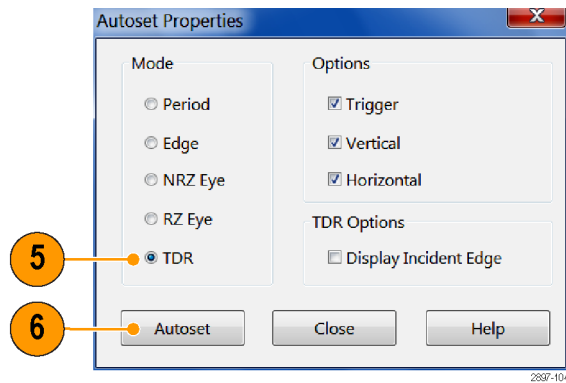 Autoset Properties
X
Mode
Period
Edge
NRZ Eye
RZ Eye
TDR
Options
Trigger
Vertical
Horizontal
TDR Options
Display Incident Edge
5
6
Autoset
Close
Help
2897-104